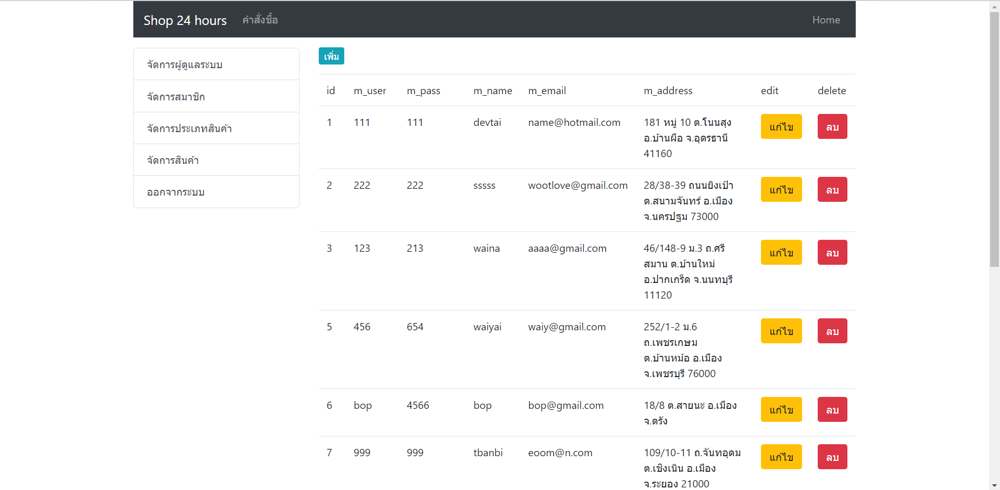 Shop 24 hours คำสั่งซื้อ Home
จัดการผู้ดูแลระบบ
จัดการสมาชิก
จัดการประเภทสินค้า
จัดการสินค้า
ออกจากระบบ
เพิ่ม
id m_user m_pass m_name m_email m_address edit delete
1 111 111 devtai name@hotmail.com 181 หมู่ 10 ต.โนนสุง แก้ไข ลบ
อ.บ้านผือ จ.อุดรธานี
41160
2 222 222 sssss wootlove@gmail.com 28/38-39 ถนนยิงเป้า แก้ไข ลบ
ต.สนามจันทร์ อ.เมือง
จ.นครปฐม 73000
3 123 213 waina aaaa@gmail.com 46/148-9 ม.3 ถ.ศรี แก้ไข ลบ
สมาน ต.บ้านใหม่
อ.ปากเกร็ด จ.นนทบุรี
11120
5 456 654 waiyai waiy@gmail.com 252/1-2 ม.6 แก้ไข ลบ
ถ.เพชรเกษม
ต.บ้านหม้อ อ.เมือง
จ.เพชรบุรี 76000
6 bop 4566 bop bop@gmail.com 18/8 ต.สายนะ อ.เมือง แก้ไข ลบ
จ.ตรัง
7 999 999 tbanbi eoom@n.com 109/10-11 ถ.จันทอุดม แก้ไข ลบ
ต.เชิงเนิน อ.เมือง
จ.ระยอง 21000